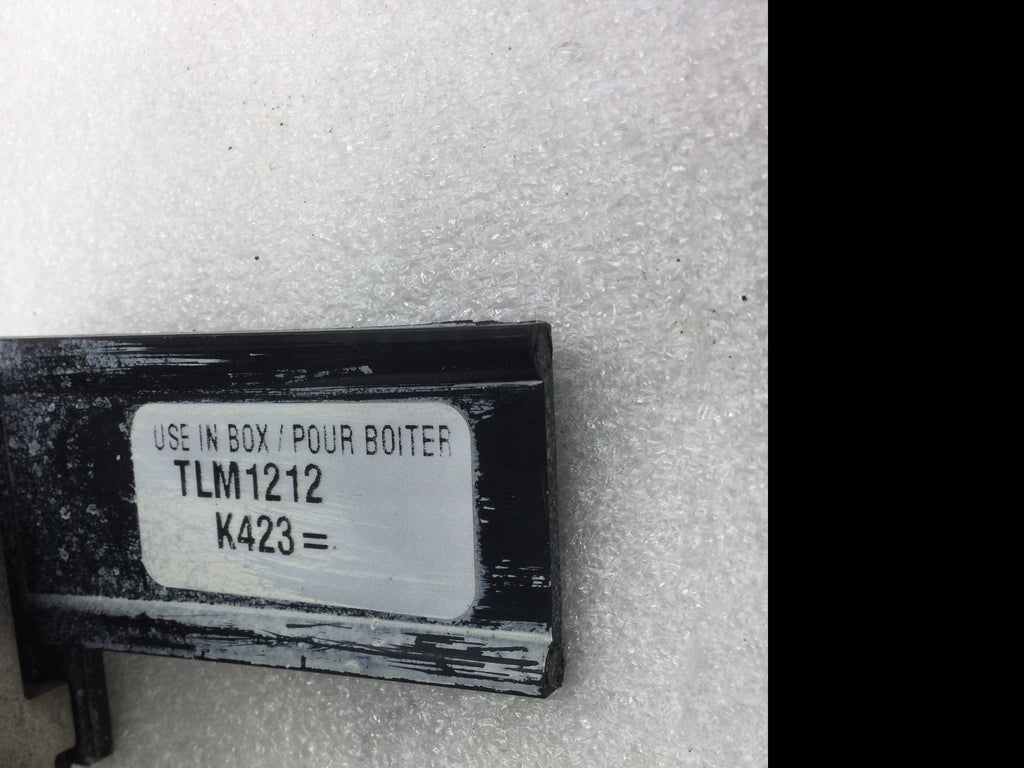 USE IN BOX / POUR BOITER
TLM1212
K423=